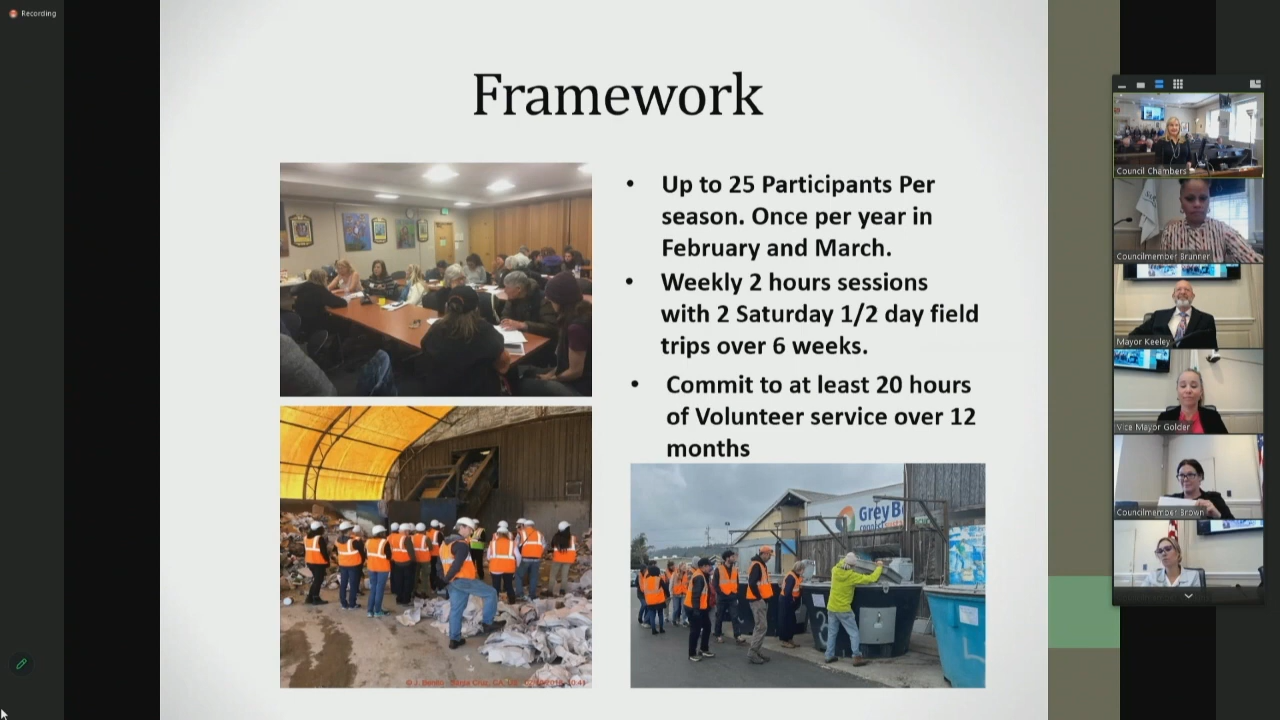 Recording
Framework
• Up to 25 Participants Per
season. Once per year in
February and March.
• Weekly 2 hours sessions
with 2 Saturday 1/2 day field
trips over 6 weeks.
• Commit to at least 20 hours
of Volunteer service over 12
months
Council Chambers
Councilmember Brunner
Mayor Keeley
Vice Mayor Golder
Councilmember Brown